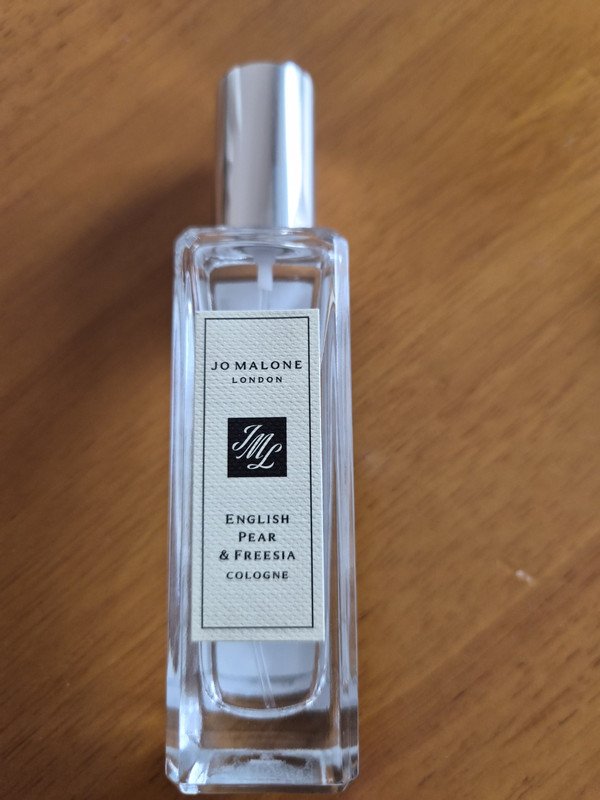 JO MALONE
LONDON
JML
ENGLISH
PEAR
& FREESIA
COLOGNE